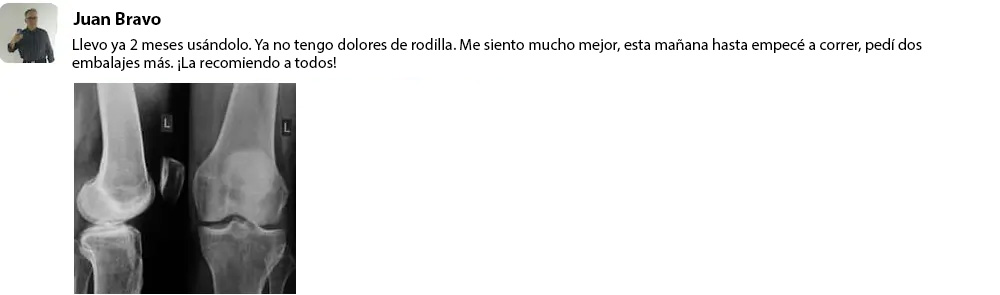 Juan Bravo
Llevo ya 2 meses usándolo. Ya no tengo dolores de rodilla. Me siento mucho mejor, esta mañana hasta empecé a correr, pedí dos
embalajes más. ¡La recomiendo a todos!
L
L